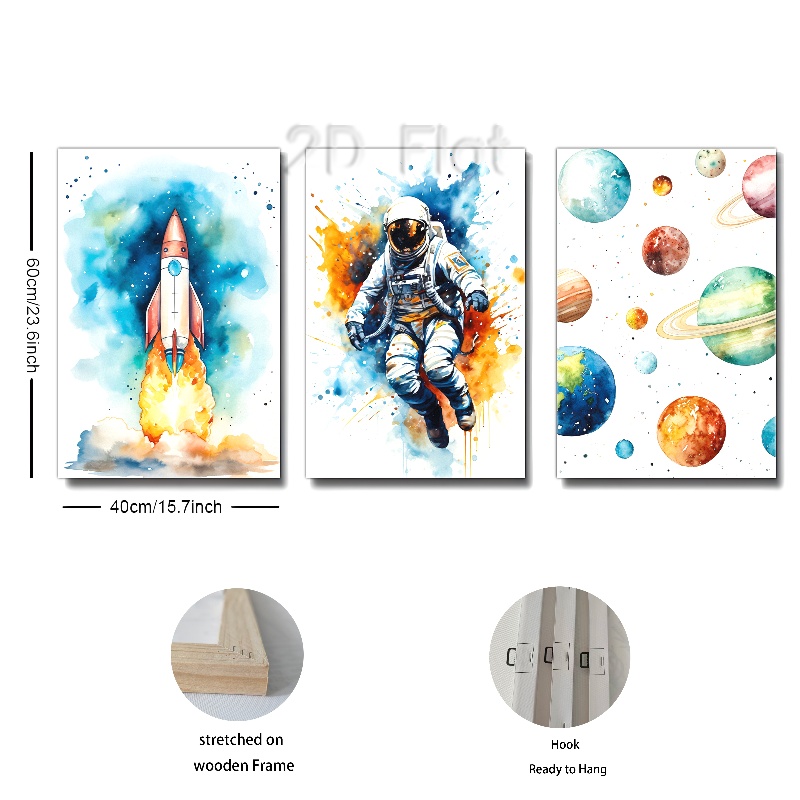 2D Flat
60cm/23.6inch
40cm/15.7inch
stretched on
wooden Frame
Hook
Ready to Hang